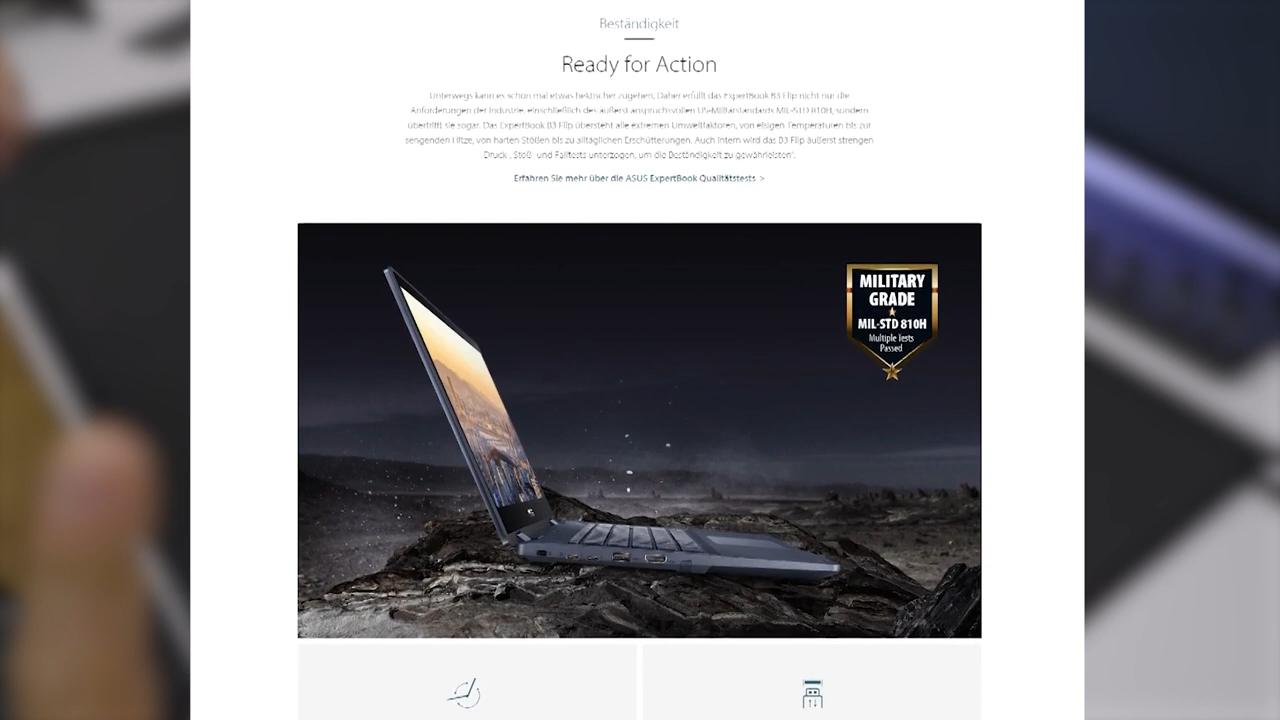 Beständigkeit
Ready for Action
Unterwegs kann es schon mal etwas hektischer zugehen. Daher erfüllt das ExpertBook B3 Flip nicht nur die
Anforderungen der Industrie, einschließlich des äußerst anspruchsvollen US-Militärstandards MIL-STD 810H, sondern
übertrifft sie sogar. Das ExpertBook B3 Flip übersteht alle extremen Umweltfaktoren, von eisigen Temperaturen bis zur
sengenden Hitze, von harten Stößen bis zu alltäglichen Erschütterungen. Auch intern wird das B3 Flip äußerst strengen
Druck-, Stoß- und Falltests unterzogen, um die Beständigkeit zu gewährleisten*.
Erfahren Sie mehr über die ASUS ExpertBook Qualitätstests >
MILITARY
GRADE
MIL-STD 810H
Multiple Tests
Passed